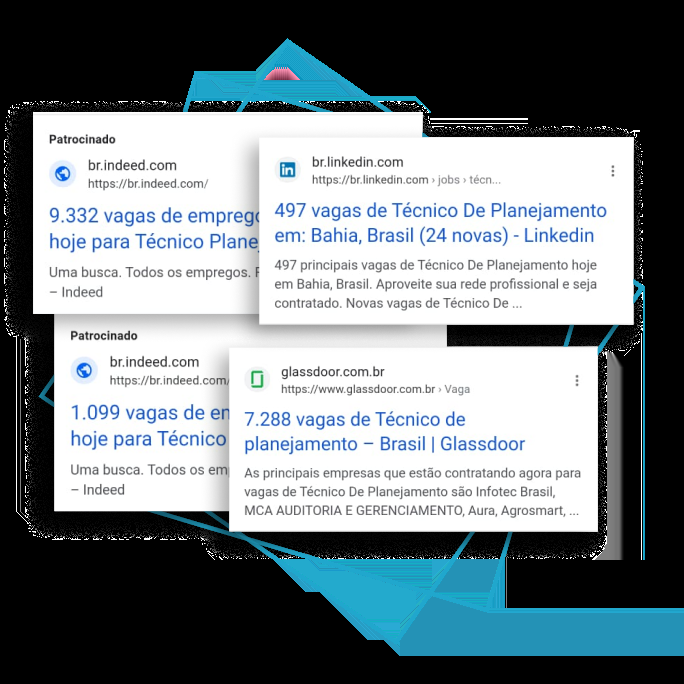 Patrocinado
br.indeed.com
https://br.indeed.com/
9.332 vagas de emprego
hoje para Técnico Planej
Uma busca. Todos os empregos.
– Indeed
br.linkedin.com
https://br.linkedin.com › jobs › técn...
497 vagas de Técnico De Planejamento
em: Bahia, Brasil (24 novas) - Linkedin
497 principais vagas de Técnico De Planejamento hoje
em Bahia, Brasil. Aproveite sua rede profissional e seja
contratado. Novas vagas de Técnico De ...
Patrocinado
br.indeed.com
https://br.indeed.com/
1.099 vagas de em
hoje para Técnico
Uma busca. Todos os emp
– Indeed
glassdoor.com.br
https://www.glassdoor.com.br › Vaga
7.288 vagas de Técnico de
planejamento – Brasil | Glassdoor
As principais empresas que estão contratando agora para
vagas de Técnico De Planejamento são Infotec Brasil,
MCA AUDITORIA E GERENCIAMENTO, Aura, Agrosmart, ...